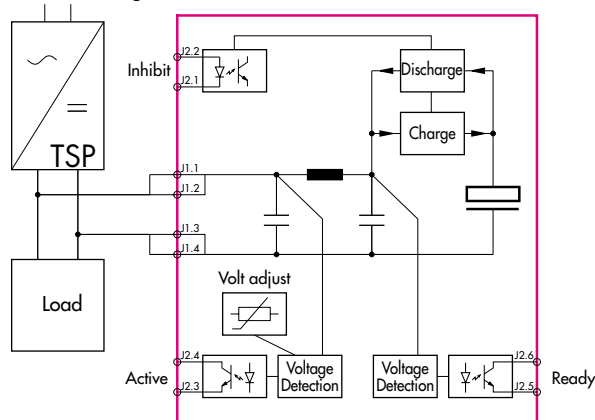 J2.2
Inhibit
J2.1
Discharge
Charge
TSP
J1.1
J1.2
J1.3
J1.4
Load
Volt adjust
J2.4
Active
J2.3
Voltage
Detection
Voltage
Detection
J2.6
Ready
J2.5